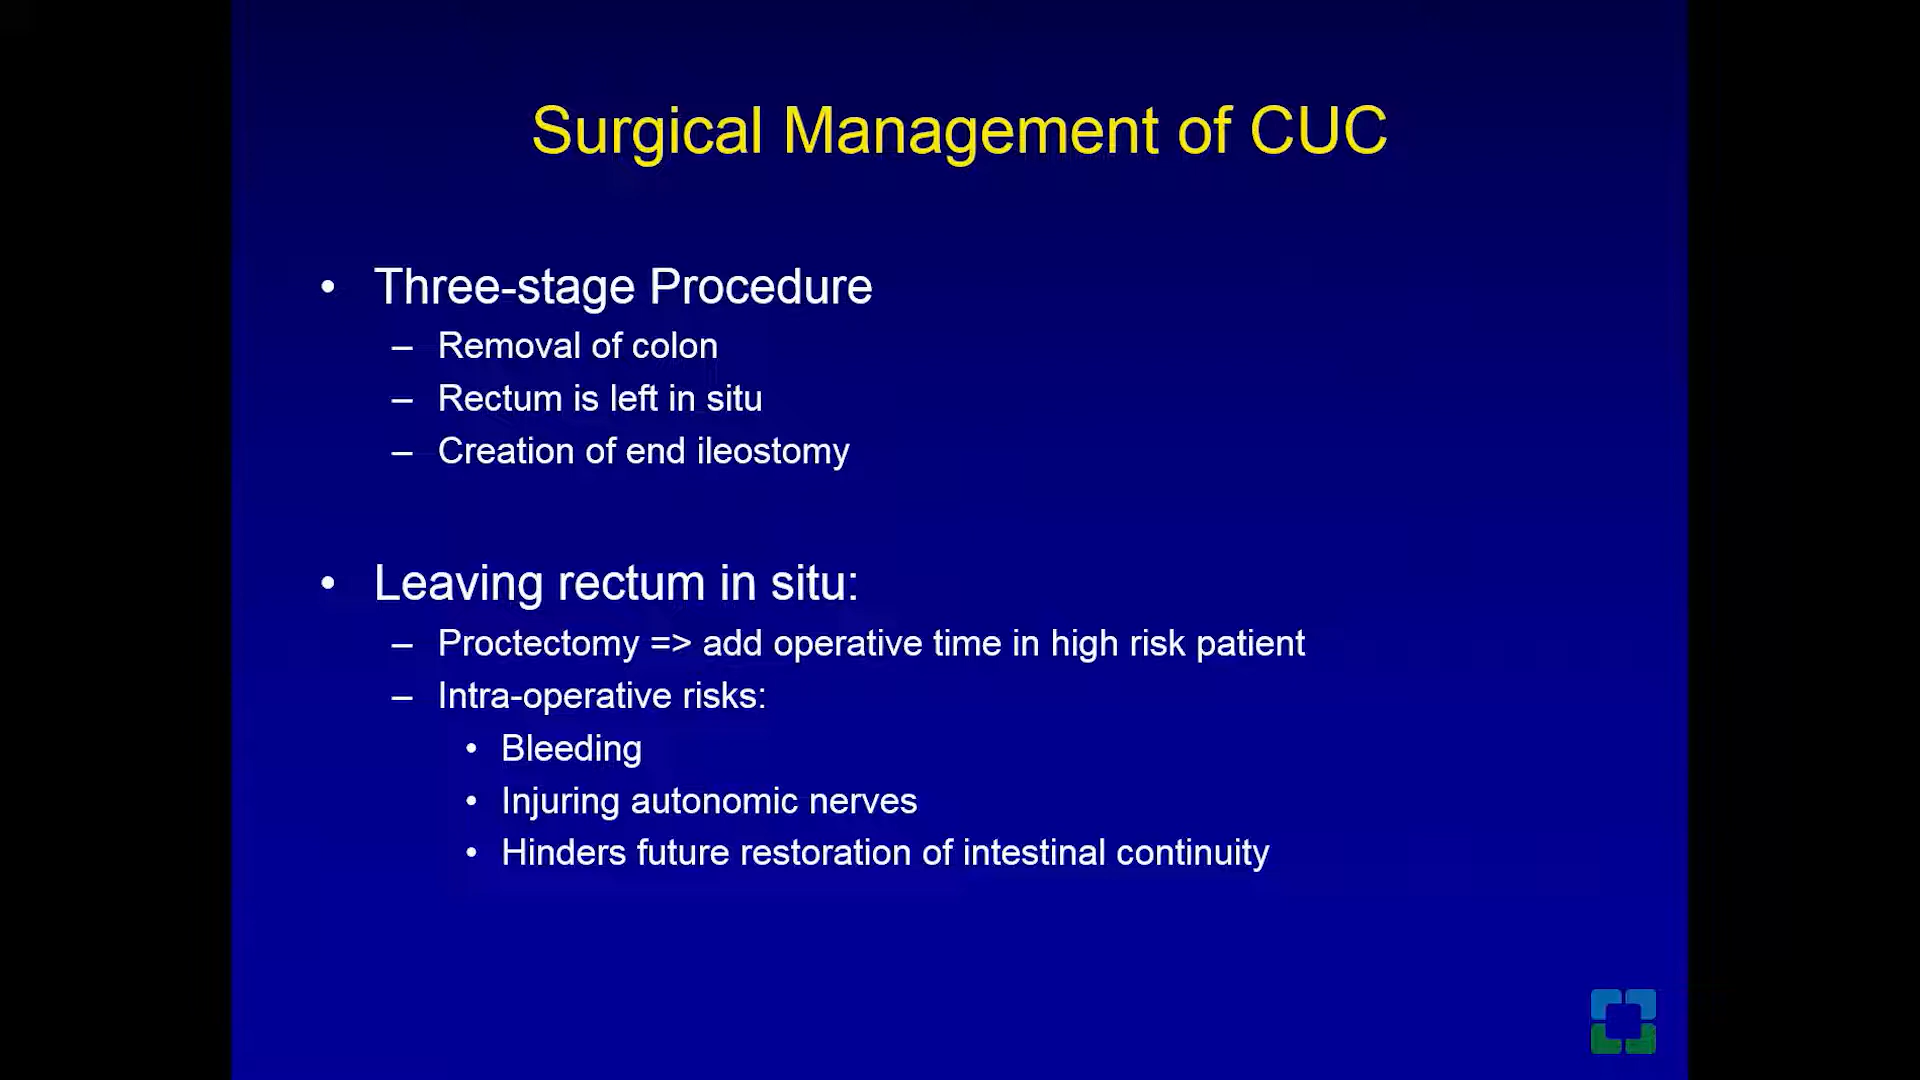 Surgical Management of CUC
• Three-stage Procedure
– Removal of colon
– Rectum is left in situ
– Creation of end ileostomy
• Leaving rectum in situ:
– Proctectomy => add operative time in high risk patient
– Intra-operative risks:
• Bleeding
• Injuring autonomic nerves
• Hinders future restoration of intestinal continuity